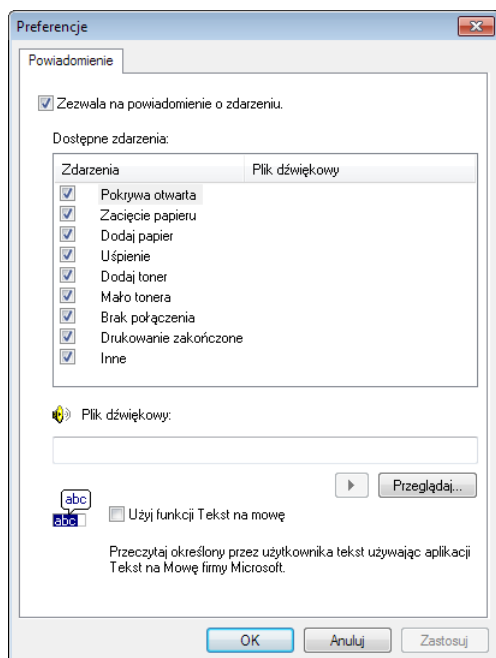 Preferencje
Powiadomienie
Zezwala na powiadomienie o zdarzeniu.
Dostępne zdarzenia:
Zdarzenia Plik dźwiękowy
Pokrywa otwarta
Zacięcie papieru
Dodaj papier
Uśpienie
Dodaj toner
Mało tonera
Brak połączenia
Drukowanie zakończone
Inne
Plik dźwiękowy:
Przeglądaj...
abc
abc
Użyj funkcji Tekst na mowę
Przeczytaj określony przez użytkownika tekst używając aplikacji
Tekst na Mowę firmy Microsoft.
OK Anuluj Zastosuj